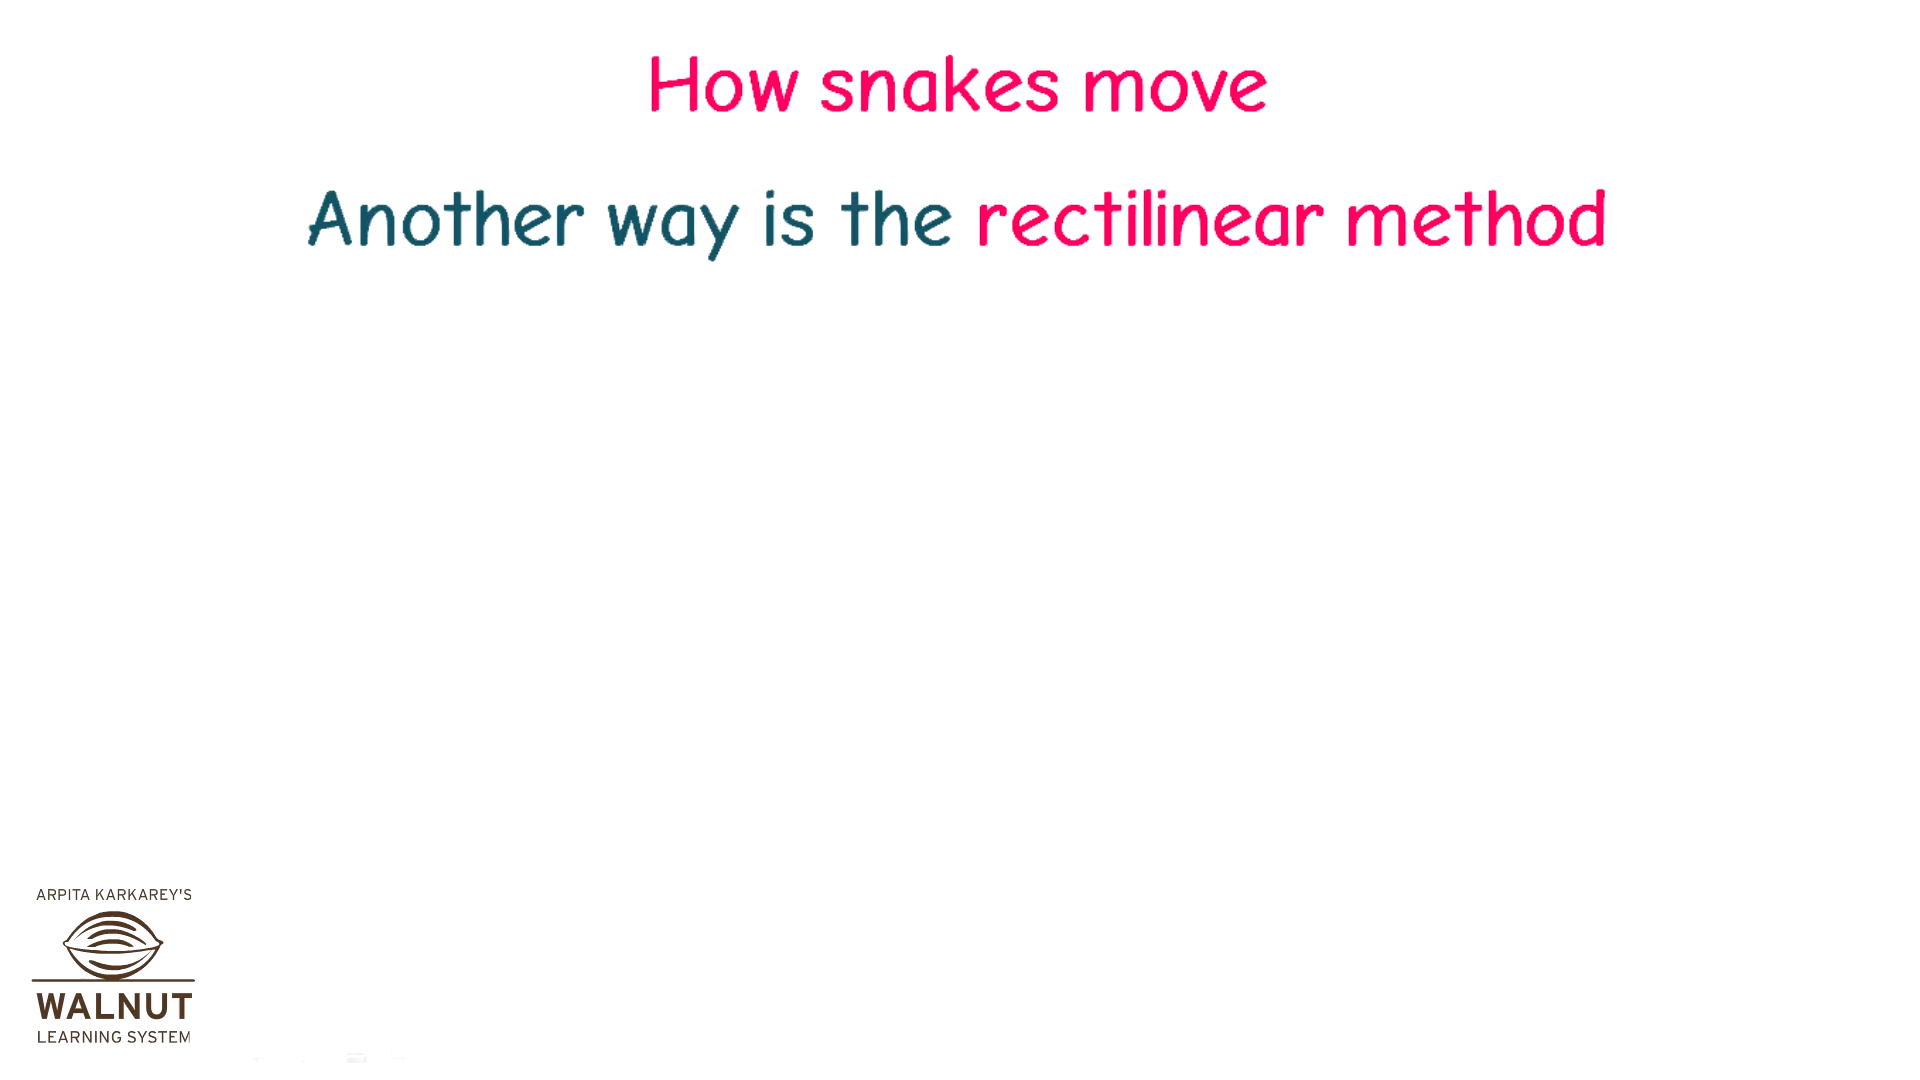 How snakes move
Another way is the rectilinear method
ARPITA KARKAREY'S
WALNUT
LEARNING SYSTEM